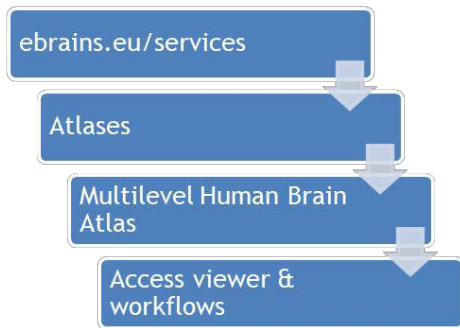 ebrains.eu/services
Atlases
Multilevel Human Brain
Atlas
Access viewer &
workflows